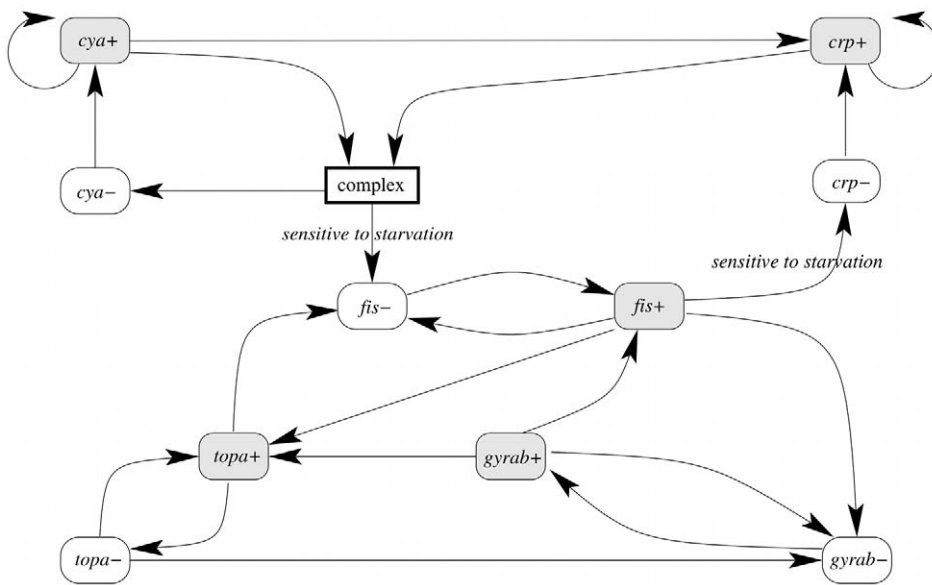 cya+
crp+
cya−
complex
crp−
sensitive to starvation
sensitive to starvation
fis−
fis+
topa+
gyrab+
topa−
gyrab−